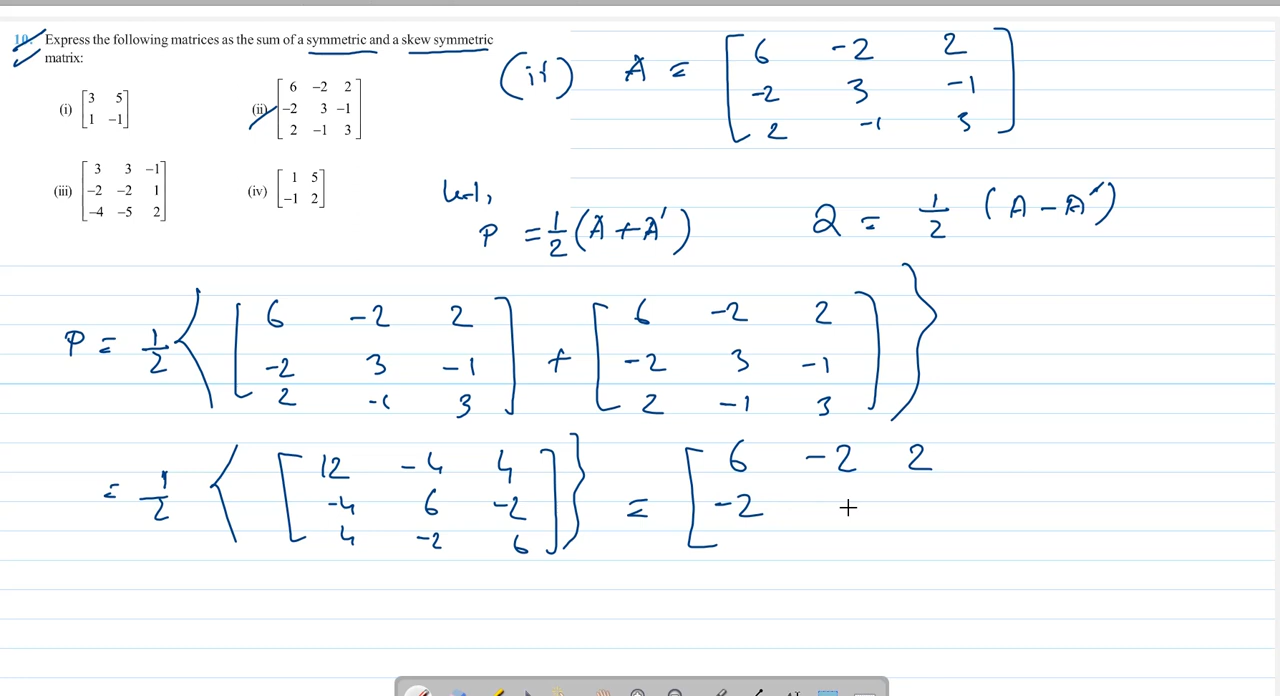 10. Express the following matrices as the sum of a symmetric and a skew symmetric
matrix:
(i) [3 5
1 −1]
(ii) [6 −2 2
−2 3 −1
2 −1 3]
(iii) [3 3 −1
−2 −2 1
−4 −5 2]
(iv) [1 5
−1 2]
(ii) A = [6 -2 2
-2 3 -1
2 -1 3]
Let,
P = 1/2 (A + A') Q = 1/2 (A - A')
P = 1/2 { [6 -2 2
-2 3 -1
2 -1 3] + [6 -2 2
-2 3 -1
2 -1 3] }
= 1/2 { [12 -4 4
-4 6 -2
4 -2 6] } = [6 -2 2
-2